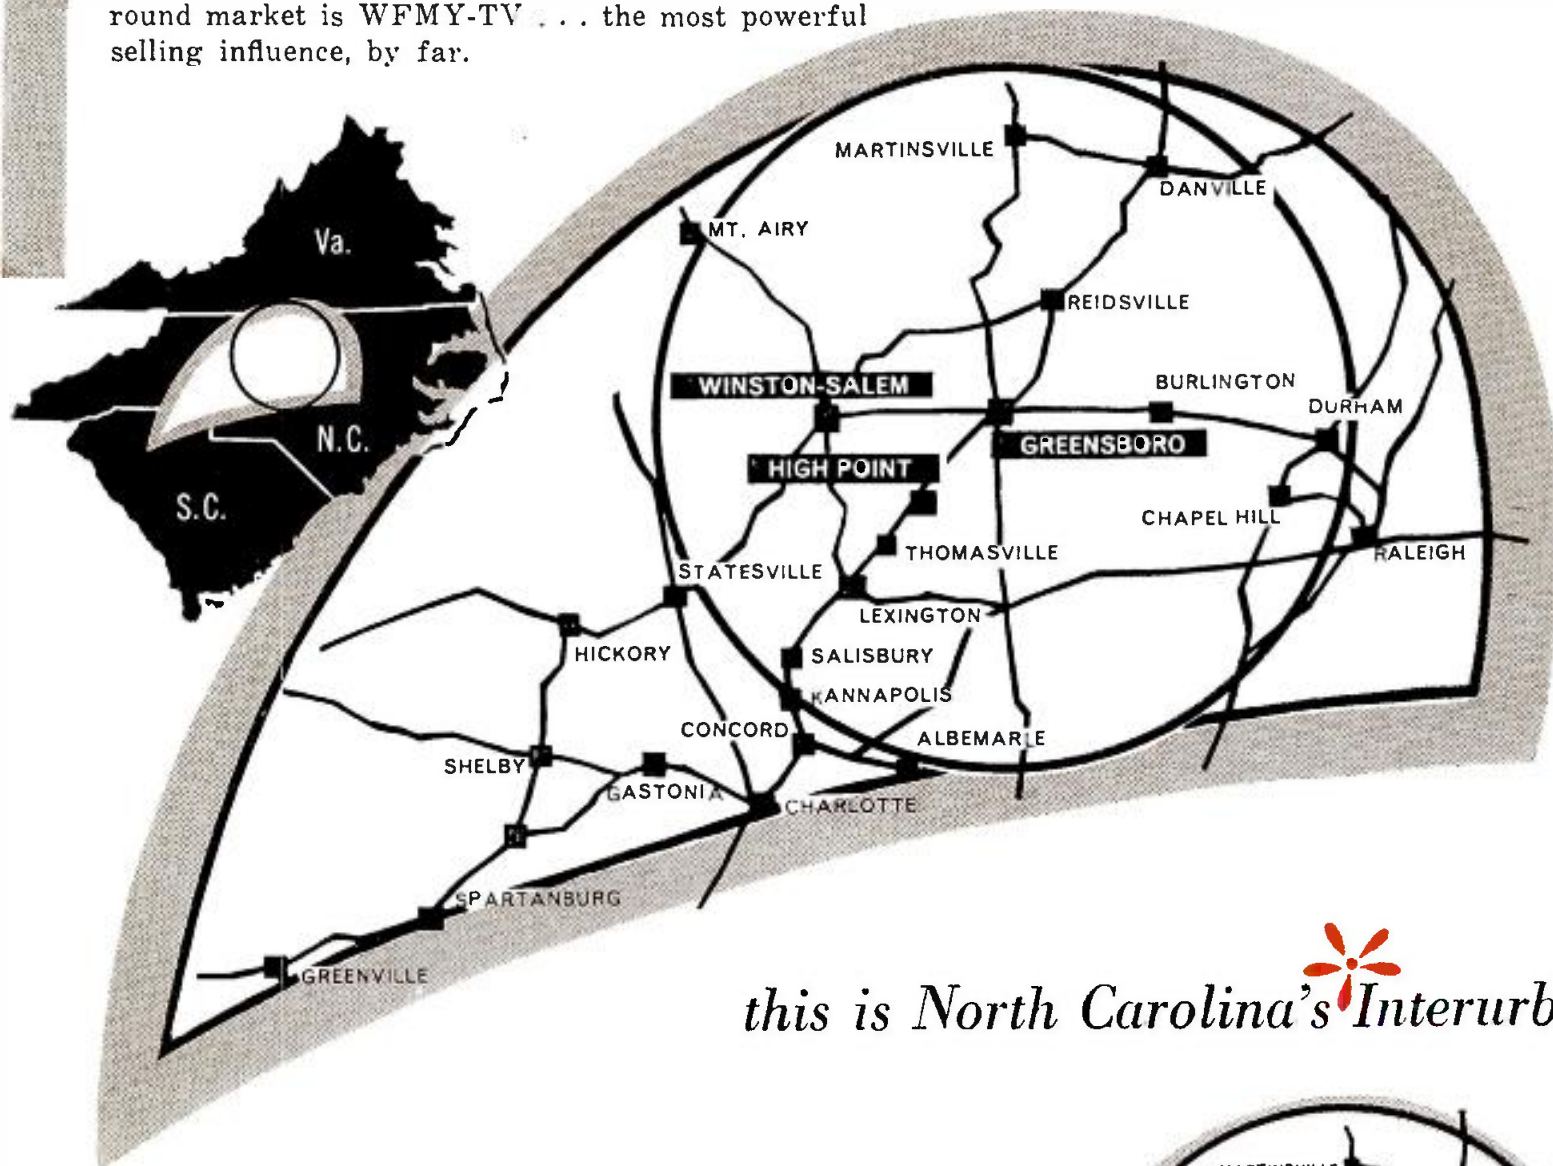 round market is WFMY-TV . . . the most powerful
selling influence, by far.
MARTINSVILLE
DANVILLE
MT. AIRY
Va.
REIDSVILLE
WINSTON-SALEM
BURLINGTON
DURHAM
N.C.
GREENSBORO
HIGH POINT
S.C.
CHAPEL HILL
THOMASVILLE
RALEIGH
STATESVILLE
LEXINGTON
HICKORY
SALISBURY
KANNAPOLIS
CONCORD
ALBEMARLE
SHELBY
GASTONIA
CHARLOTTE
SPARTANBURG
GREENVILLE
this is North Carolina's Interurb